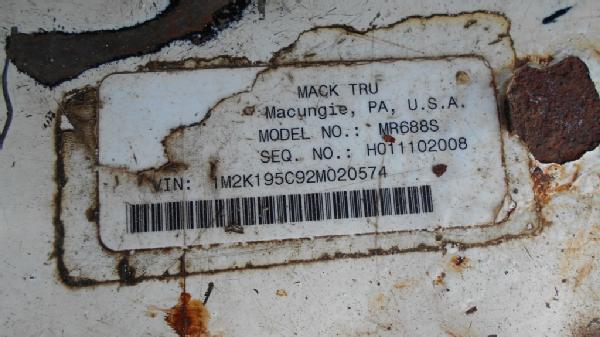 MACK TRU
Macungie, PA, U.S.A.
MODEL NO.: MR688S
SEQ. NO.: H011102008
VIN: 1M2K195C92M020574